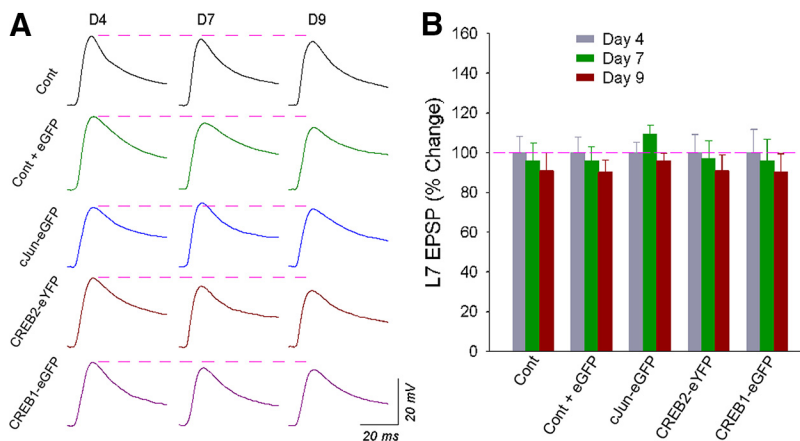 A
D4 D7 D9
Cont
Cont + eGFP
cJun-eGFP
CREB2-eYFP
CREB1-eGFP
20 mV
20 ms
B
Day 4
Day 7
Day 9
L7 EPSP (% Change)
160
140
120
100
80
60
40
20
0
Cont
Cont + eGFP
cJun-eGFP
CREB2-eYFP
CREB1-eGFP